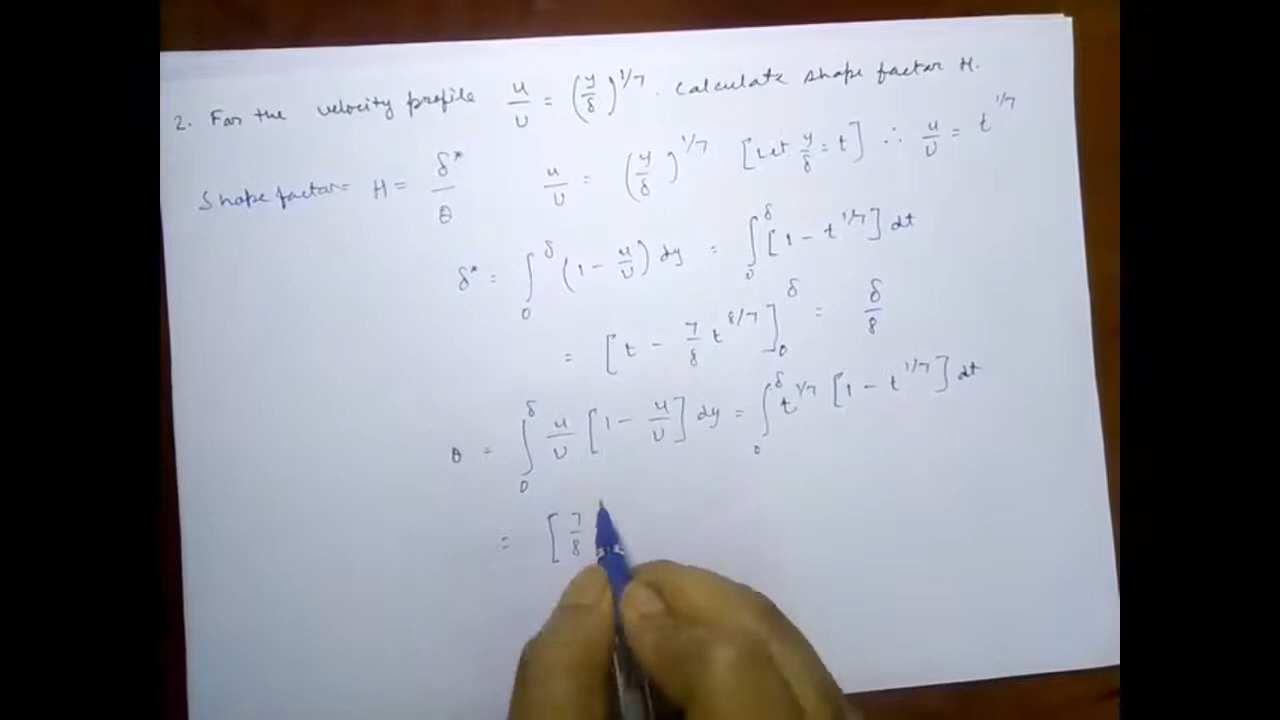 2. For the velocity profile u/U = (y/δ)^1/7. Calculate shape factor H.
Shape factor = H = δ*/θ u/U = (y/δ)^1/7 [Let y/δ = t] ∴ u/U = t^1/7
δ* = ∫₀^δ (1 - u/U) dy = ∫₀^δ [1 - t^1/7] dt
= [t - 7/8 t^8/7]₀^δ = δ/8
θ = ∫₀^δ u/U [1 - u/U] dy = ∫₀^δ t^1/7 [1 - t^1/7] dt
= [7/8